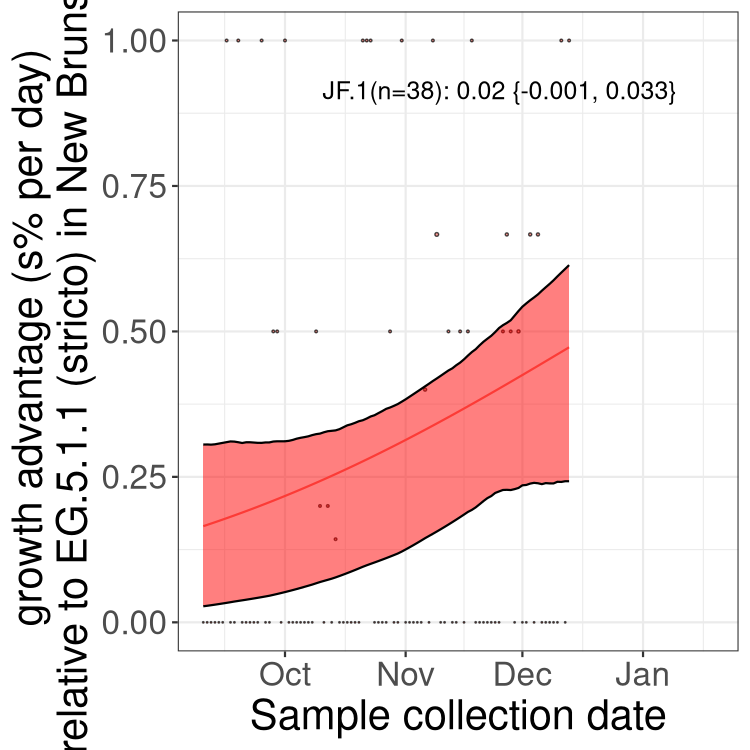 growth advantage (s% per day)
relative to EG.5.1.1 (stricto) in New Bruns
1.00
0.75
0.50
0.25
0.00
JF.1(n=38): 0.02 {-0.001, 0.033}
Oct Nov Dec Jan
Sample collection date